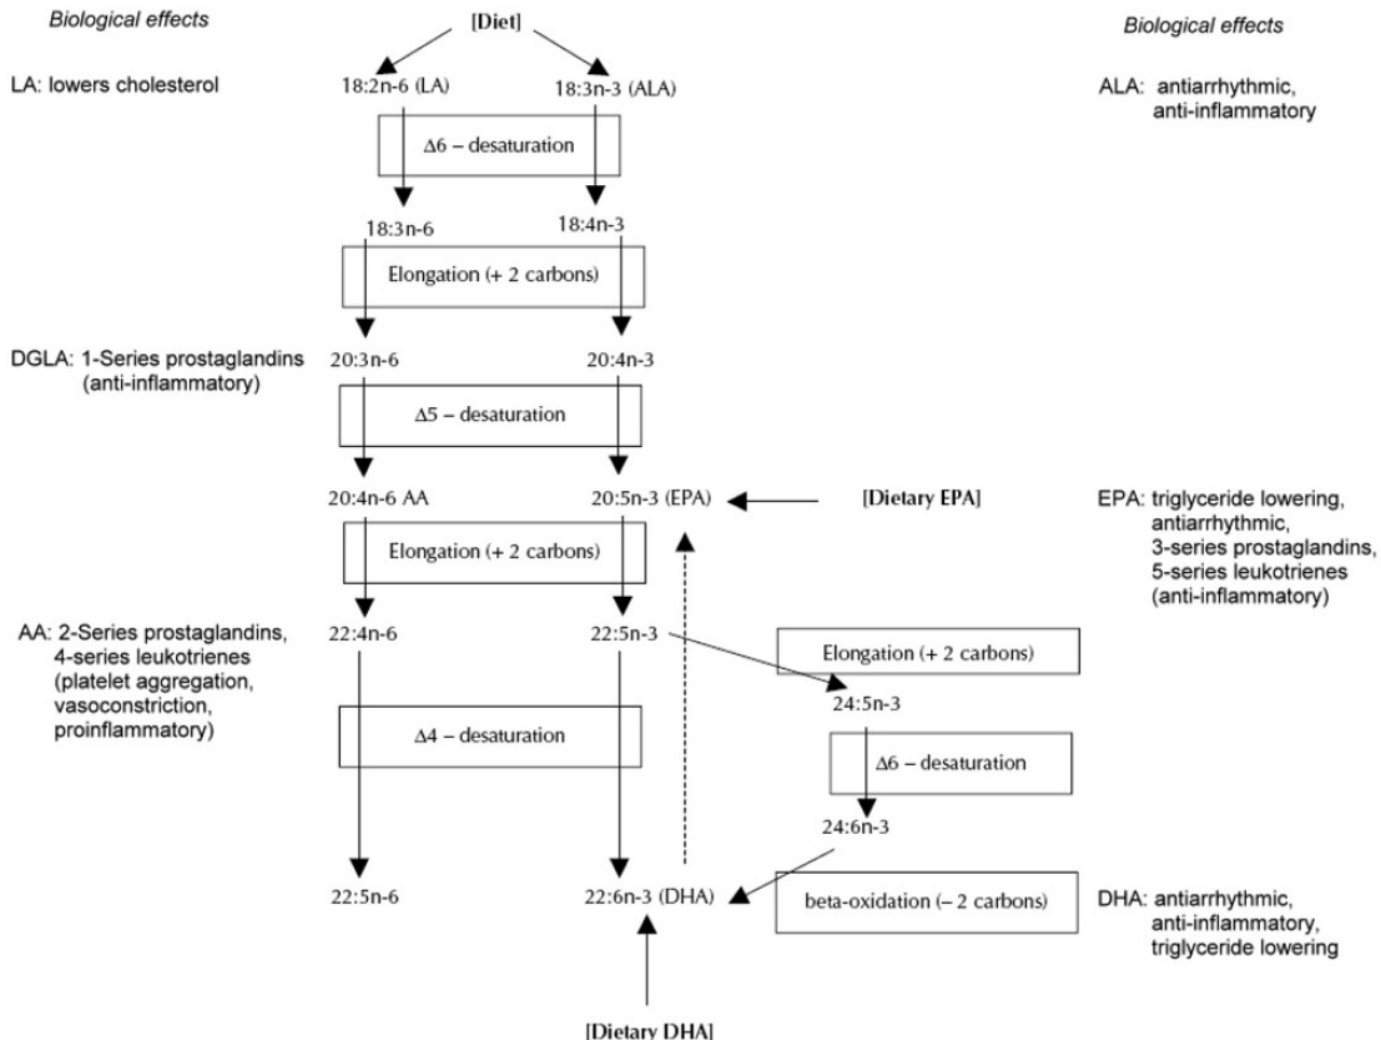 Biological effects
[Diet]
Biological effects
LA: lowers cholesterol
18:2n-6 (LA)
18:3n-3 (ALA)
ALA: antiarrhythmic,
anti-inflammatory
Δ6 – desaturation
18:3n-6
18:4n-3
Elongation (+ 2 carbons)
DGLA: 1-Series prostaglandins
(anti-inflammatory)
20:3n-6
20:4n-3
Δ5 – desaturation
20:4n-6 AA
20:5n-3 (EPA)
[Dietary EPA]
EPA: triglyceride lowering,
antiarrhythmic,
3-series prostaglandins,
5-series leukotrienes
(anti-inflammatory)
Elongation (+ 2 carbons)
AA: 2-Series prostaglandins,
4-series leukotrienes
(platelet aggregation,
vasoconstriction,
proinflammatory)
22:4n-6
22:5n-3
Elongation (+ 2 carbons)
24:5n-3
Δ4 – desaturation
Δ6 – desaturation
24:6n-3
22:5n-6
22:6n-3 (DHA)
beta-oxidation (– 2 carbons)
DHA: antiarrhythmic,
anti-inflammatory,
triglyceride lowering
[Dietary DHA]